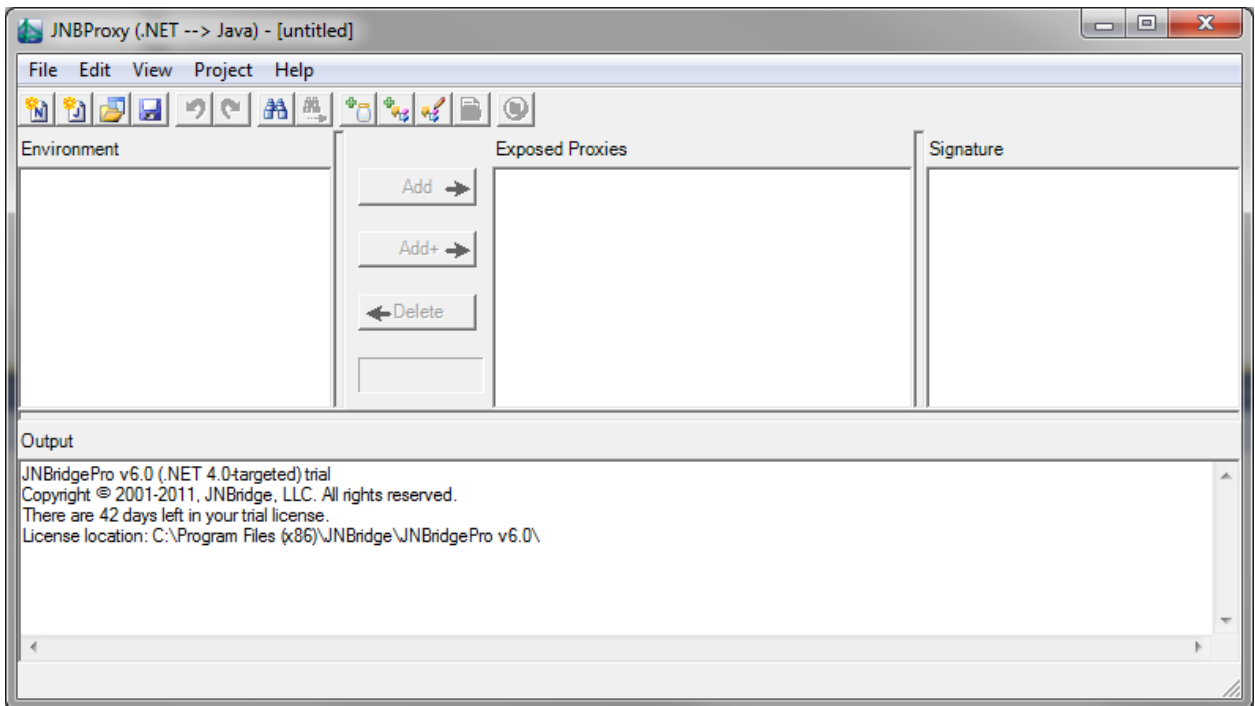 JNBProxy (.NET --> Java) - [untitled]
File Edit View Project Help
N J
Environment
Exposed Proxies
Signature
Add
Add+
Delete
Output
JNBridgePro v6.0 (.NET 4.0-targeted) trial
Copyright © 2001-2011, JNBridge, LLC. All rights reserved.
There are 42 days left in your trial license.
License location: C:\Program Files (x86)\JNBridge\JNBridgePro v6.0\